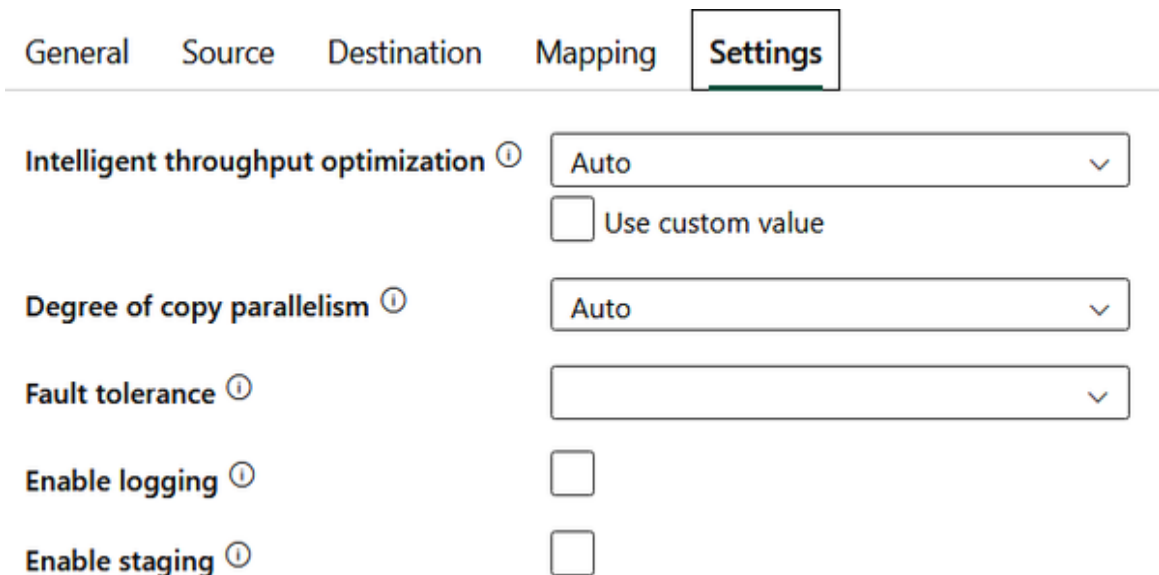 General Source Destination Mapping Settings
Intelligent throughput optimization Auto
Use custom value
Degree of copy parallelism Auto
Fault tolerance
Enable logging
Enable staging